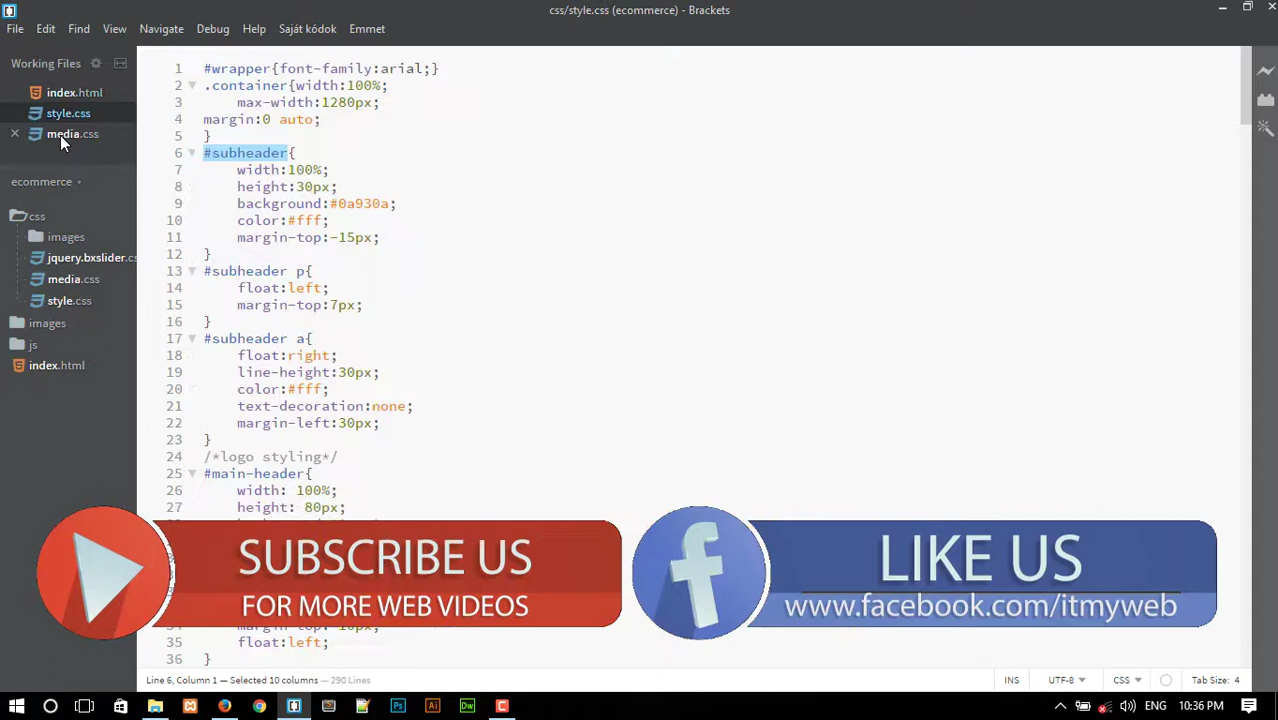 css/style.css (ecommerce) - Brackets
File Edit Find View Navigate Debug Help Saját kódok Emmet
Working Files
index.html
style.css
media.css
ecommerce
css
images
jquery.bxslider.cs
media.css
style.css
images
js
index.html
1 #wrapper{font-family:arial;}
2 .container{width:100%;
3 max-width:1280px;
4 margin:0 auto;
5 }
6 #subheader{
7 width:100%;
8 height:30px;
9 background:#0a930a;
10 color:#fff;
11 margin-top:-15px;
12 }
13 #subheader p{
14 float:left;
15 margin-top:7px;
16 }
17 #subheader a{
18 float:right;
19 line-height:30px;
20 color:#fff;
21 text-decoration:none;
22 margin-left:30px;
23 }
24 /*logo styling*/
25 #main-header{
26 width: 100%;
27 height: 80px;
SUBSCRIBE US
FOR MORE WEB VIDEOS
LIKE US
www.facebook.com/itmyweb
35 float:left;
36 }
Line 6, Column 1 — Selected 10 columns — 290 Lines
INS UTF-8 CSS Tab Size: 4
Ps Ai Dw
ENG 10:36 PM